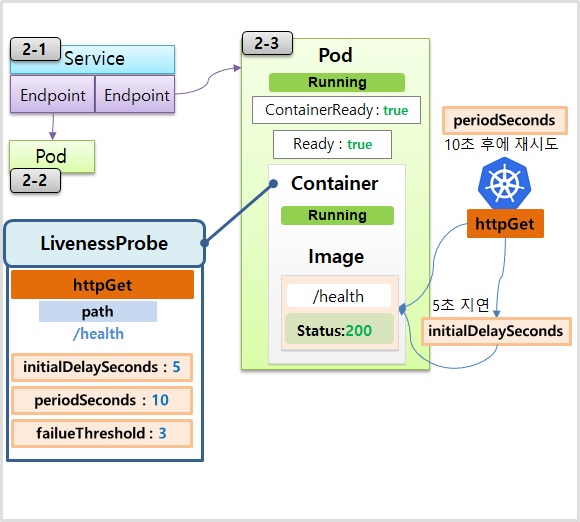 2-1
Service
Endpoint
Endpoint
Pod
2-2
2-3
Pod
Running
ContainerReady : true
Ready : true
Container
Running
Image
/health
Status:200
periodSeconds
10초 후에 재시도
httpGet
5초 지연
initialDelaySeconds
LivenessProbe
httpGet
path
/health
initialDelaySeconds : 5
periodSeconds : 10
failueThreshold : 3